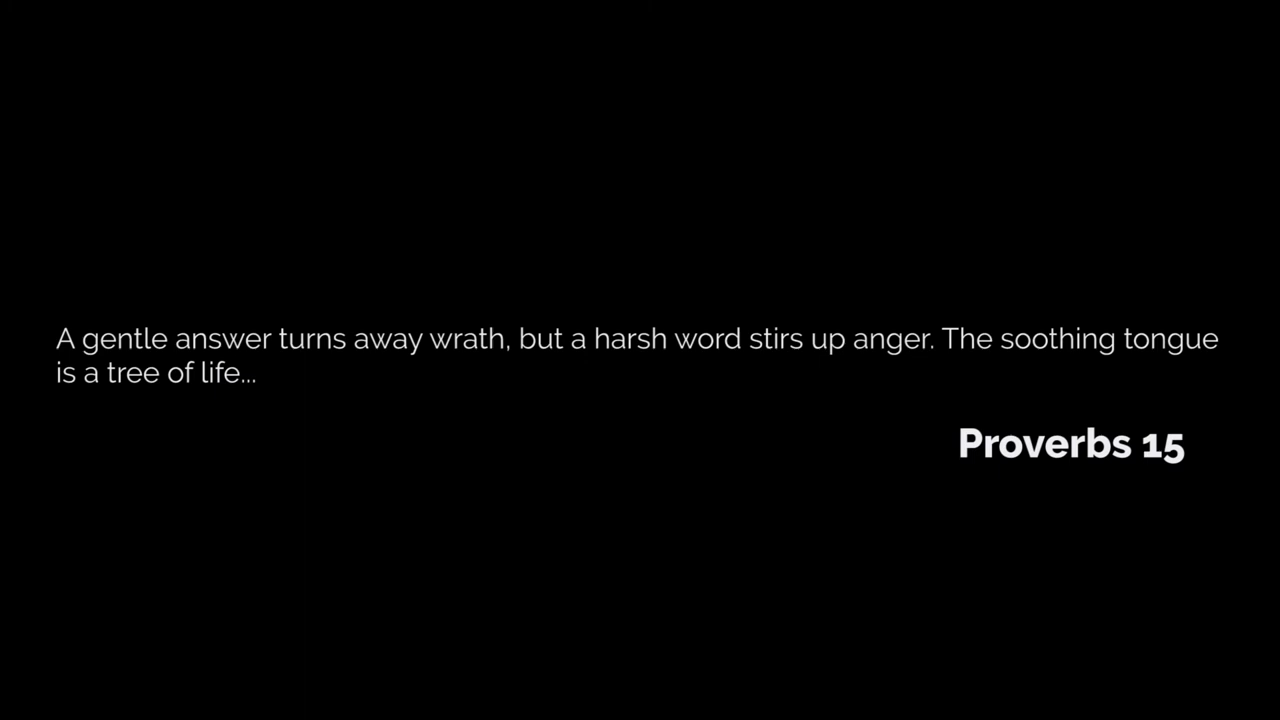 A gentle answer turns away wrath, but a harsh word stirs up anger. The soothing tongue
is a tree of life...
Proverbs 15